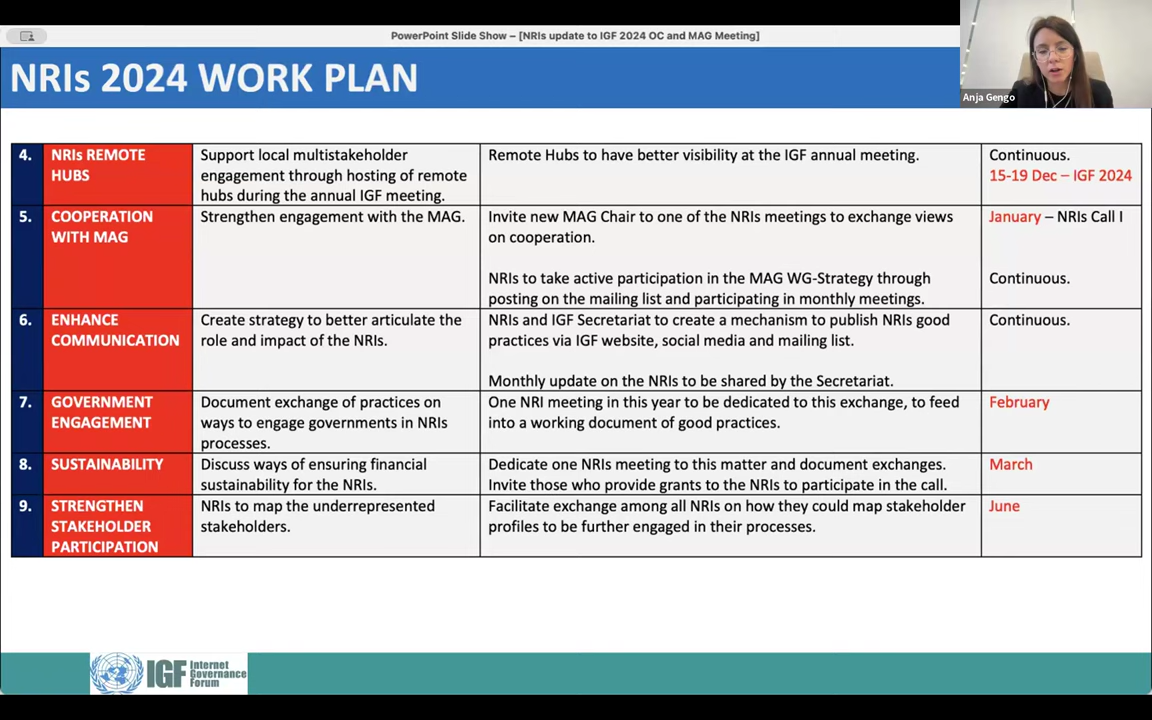 PowerPoint Slide Show – [NRIs update to IGF 2024 OC and MAG Meeting]
Anja Gengo
NRIs 2024 WORK PLAN
4.
NRIs REMOTE
HUBS
Support local multistakeholder
engagement through hosting of remote
hubs during the annual IGF meeting.
Remote Hubs to have better visibility at the IGF annual meeting.
Continuous.
15-19 Dec – IGF 2024
5.
COOPERATION
WITH MAG
Strengthen engagement with the MAG.
Invite new MAG Chair to one of the NRIs meetings to exchange views
on cooperation.
NRIs to take active participation in the MAG WG-Strategy through
posting on the mailing list and participating in monthly meetings.
January – NRIs Call I
Continuous.
6.
ENHANCE
COMMUNICATION
Create strategy to better articulate the
role and impact of the NRIs.
NRIs and IGF Secretariat to create a mechanism to publish NRIs good
practices via IGF website, social media and mailing list.
Monthly update on the NRIs to be shared by the Secretariat.
Continuous.
7.
GOVERNMENT
ENGAGEMENT
Document exchange of practices on
ways to engage governments in NRIs
processes.
One NRI meeting in this year to be dedicated to this exchange, to feed
into a working document of good practices.
February
8.
SUSTAINABILITY
Discuss ways of ensuring financial
sustainability for the NRIs.
Dedicate one NRIs meeting to this matter and document exchanges.
Invite those who provide grants to the NRIs to participate in the call.
March
9.
STRENGTHEN
STAKEHOLDER
PARTICIPATION
NRIs to map the underrepresented
stakeholders.
Facilitate exchange among all NRIs on how they could map stakeholder
profiles to be further engaged in their processes.
June
IGF
Internet
Governance
Forum